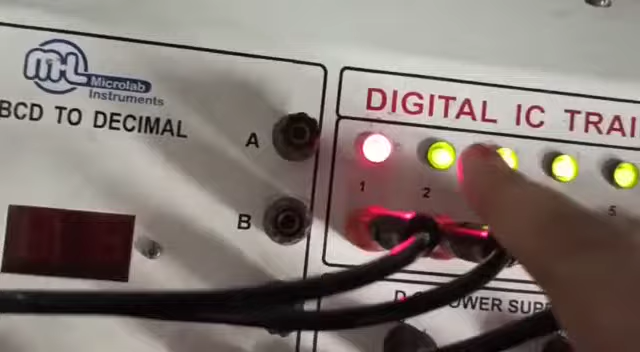 ML
Microlab
Instruments
BCD TO DECIMAL
A
B
DIGITAL IC TRAI
1
2
5